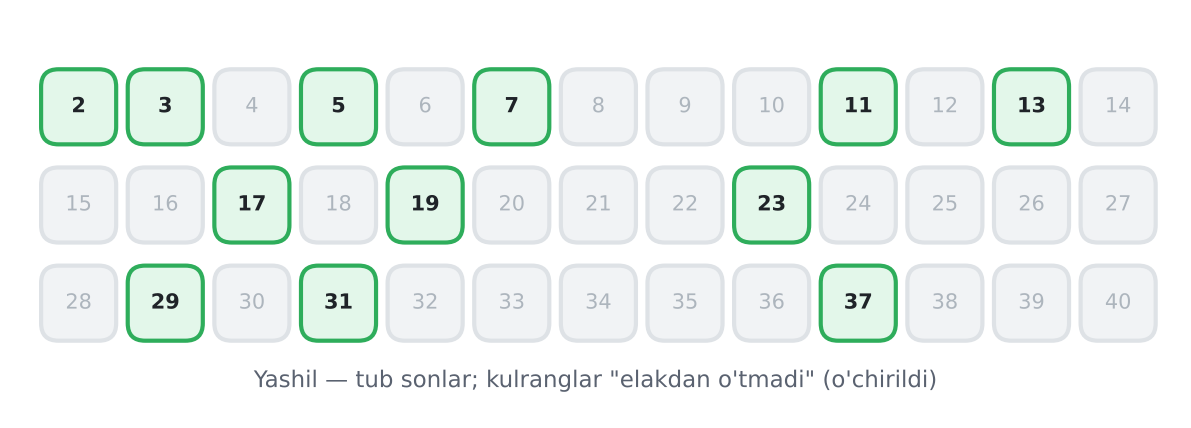 2 3 4 5 6 7 8 9 10 11 12 13 14
15 16 17 18 19 20 21 22 23 24 25 26 27
28 29 30 31 32 33 34 35 36 37 38 39 40
Yashil — tub sonlar; kulranglar "elakdan o'tmadi" (o'chirildi)